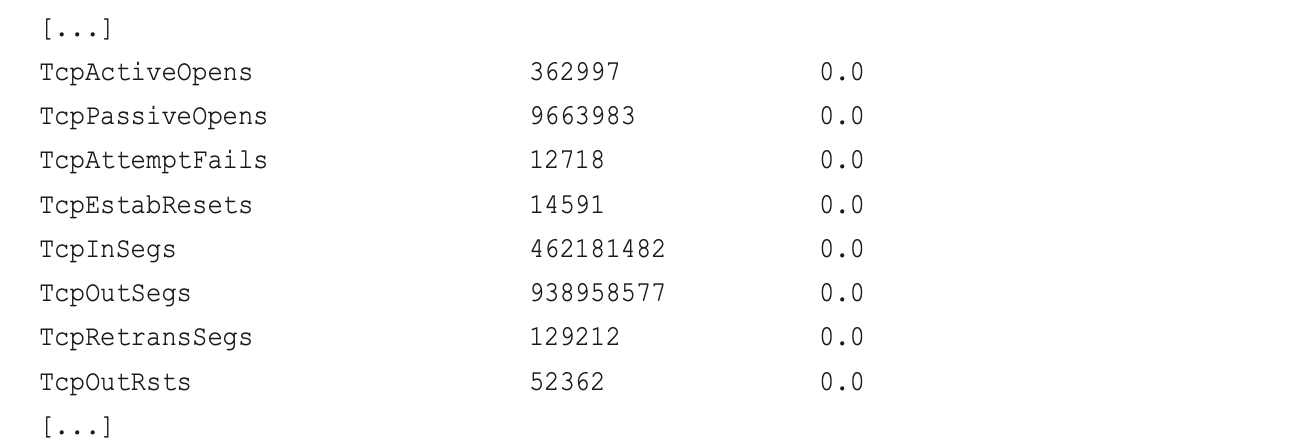 [...]
TcpActiveOpens 362997 0.0
TcpPassiveOpens 9663983 0.0
TcpAttemptFails 12718 0.0
TcpEstabResets 14591 0.0
TcpInSegs 462181482 0.0
TcpOutSegs 938958577 0.0
TcpRetransSegs 129212 0.0
TcpOutRsts 52362 0.0
[...]